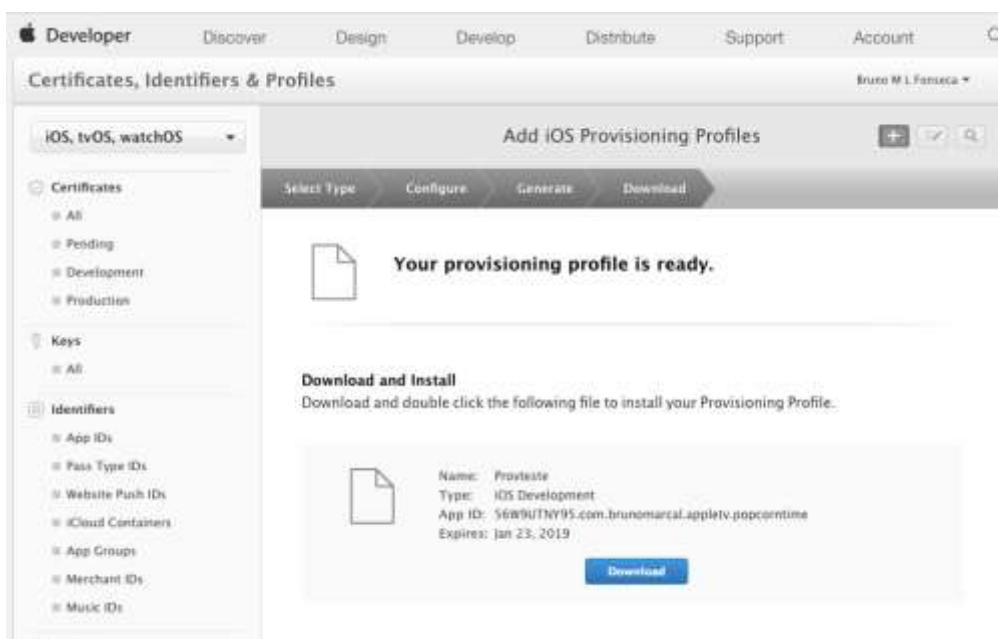 Developer Discover Design Develop Distribute Support Account
Certificates, Identifiers & Profiles
Bruno M L Fonseca
iOS, tvOS, watchOS
Add iOS Provisioning Profiles
Select Type Configure Generate Download
Certificates
All
Pending
Development
Production
Keys
All
Identifiers
App IDs
Pass Type IDs
Website Push IDs
iCloud Containers
App Groups
Merchant IDs
Music IDs
Your provisioning profile is ready.
Download and Install
Download and double click the following file to install your Provisioning Profile.
Name: Provteste
Type: iOS Development
App ID: S6W9UTNY95.com.brunomarcal.appletv.popcorntime
Expires: Jan 23, 2019
Download